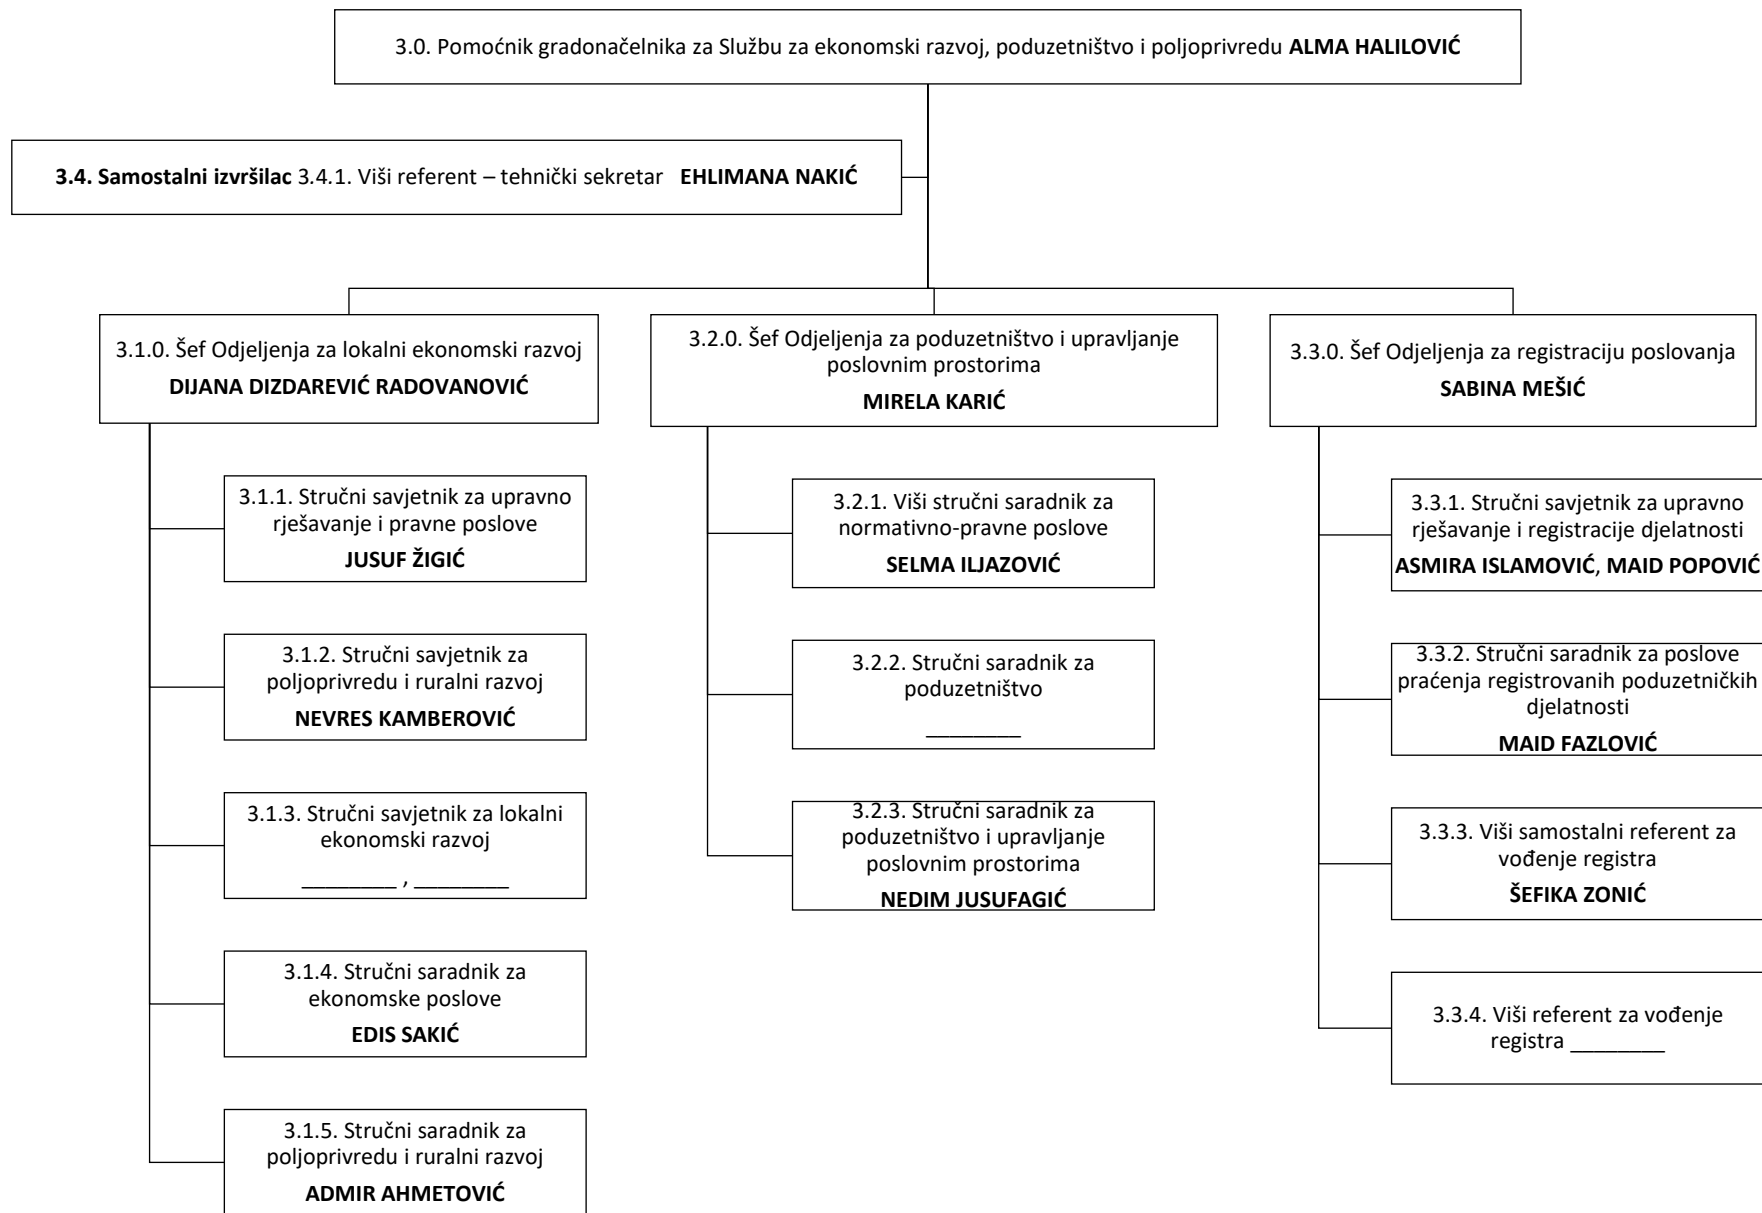 3.0. Pomoćnik gradonačelnika za Službu za ekonomski razvoj, poduzetništvo i poljoprivredu ALMA HALILOVIĆ
3.4. Samostalni izvršilac 3.4.1. Viši referent – tehnički sekretar EHLIMANA NAKIĆ
3.1.0. Šef Odjeljenja za lokalni ekonomski razvoj
DIJANA DIZDAREVIĆ RADOVANOVIĆ
3.1.1. Stručni savjetnik za upravno
rješavanje i pravne poslove
JUSUF ŽIGIĆ
3.1.2. Stručni savjetnik za
poljoprivredu i ruralni razvoj
NEVRES KAMBEROVIĆ
3.1.3. Stručni savjetnik za lokalni
ekonomski razvoj
________ , ________
3.1.4. Stručni saradnik za
ekonomske poslove
EDIS SAKIĆ
3.1.5. Stručni saradnik za
poljoprivredu i ruralni razvoj
ADMIR AHMETOVIĆ
3.2.0. Šef Odjeljenja za poduzetništvo i upravljanje
poslovnim prostorima
MIRELA KARIĆ
3.2.1. Viši stručni saradnik za
normativno-pravne poslove
SELMA ILJAZOVIĆ
3.2.2. Stručni saradnik za
poduzetništvo
________
3.2.3. Stručni saradnik za
poduzetništvo i upravljanje
poslovnim prostorima
NEDIM JUSUFAGIĆ
3.3.0. Šef Odjeljenja za registraciju poslovanja
SABINA MEŠIĆ
3.3.1. Stručni savjetnik za upravno
rješavanje i registracije djelatnosti
ASMIRA ISLAMOVIĆ, MAID POPOVIĆ
3.3.2. Stručni saradnik za poslove
praćenja registrovanih poduzetničkih
djelatnosti
MAID FAZLOVIĆ
3.3.3. Viši samostalni referent za
vođenje registra
ŠEFIKA ZONIĆ
3.3.4. Viši referent za vođenje
registra ________